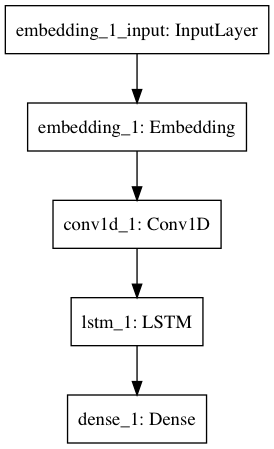 embedding_1_input: InputLayer
embedding_1: Embedding
conv1d_1: Conv1D
lstm_1: LSTM
dense_1: Dense